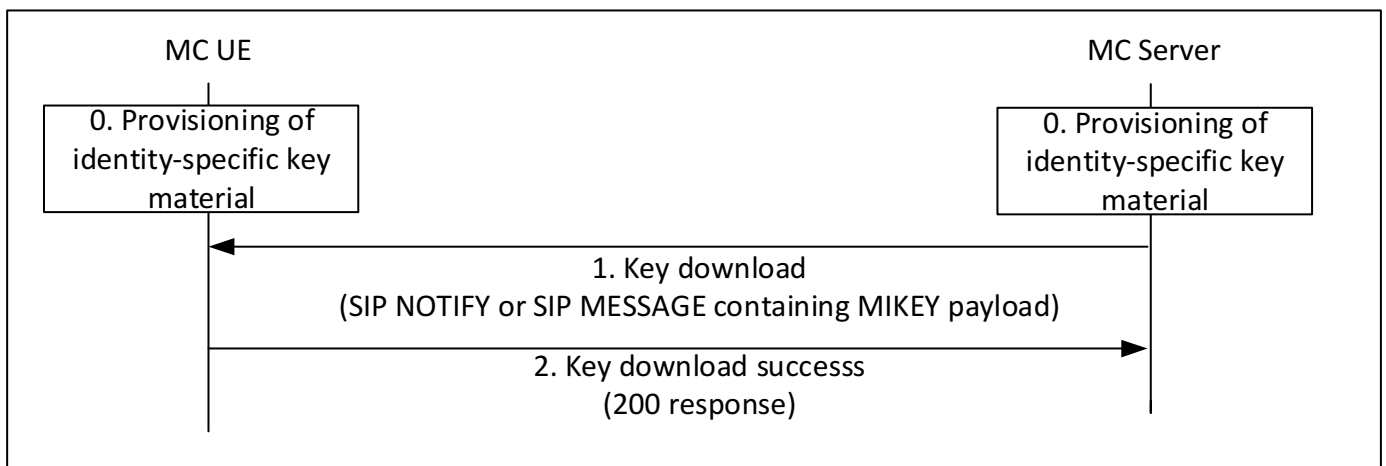 MC UE
MC Server
0. Provisioning of
identity-specific key
material
0. Provisioning of
identity-specific key
material
1. Key download
(SIP NOTIFY or SIP MESSAGE containing MIKEY payload)
2. Key download successs
(200 response)